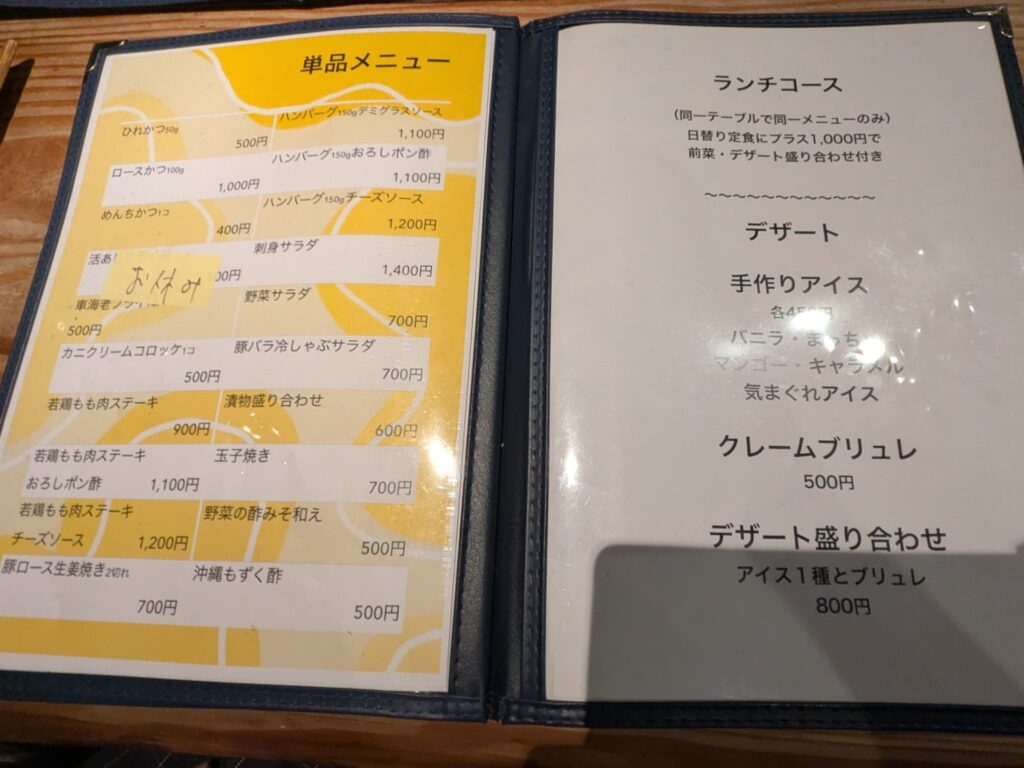 単品メニュー
ひれかつ50g
500円
ロースかつ100g
1,000円
めんちかつ1コ
400円
活あ
お休み
00円
車海老フライ
500円
カニクリームコロッケ1コ
500円
若鶏もも肉ステーキ
900円
若鶏もも肉ステーキ
おろしポン酢 1,100円
若鶏もも肉ステーキ
チーズソース 1,200円
豚ロース生姜焼き2切れ
700円
ハンバーグ150gデミグラスソース
1,100円
ハンバーグ150gおろしポン酢
1,100円
ハンバーグ150gチーズソース
1,200円
刺身サラダ
1,400円
野菜サラダ
700円
豚バラ冷しゃぶサラダ
700円
漬物盛り合わせ
600円
玉子焼き
700円
野菜の酢みそ和え
500円
沖縄もずく酢
500円
ランチコース
(同一テーブルで同一メニューのみ)
日替り定食にプラス1,000円で
前菜・デザート盛り合わせ付き
〜〜〜〜〜〜〜〜〜〜〜〜
デザート
手作りアイス
各4 円
バニラ・まっち
マンゴー・キャラメル
気まぐれアイス
クレームブリュレ
500円
デザート盛り合わせ
アイス1種とブリュレ
800円